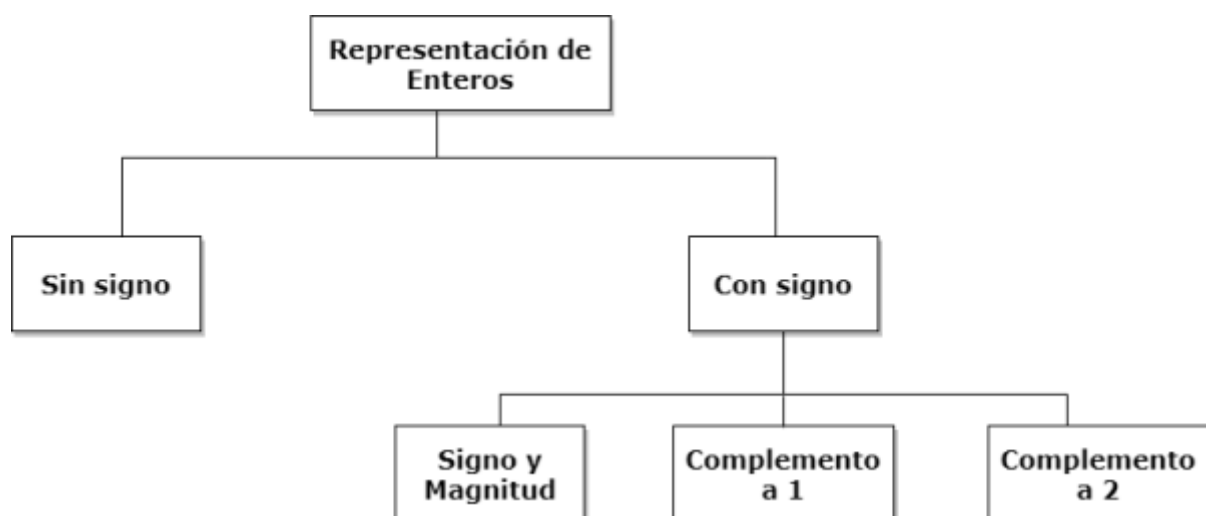 Representación de
Enteros
Sin signo
Con signo
Signo y
Magnitud
Complemento
a 1
Complemento
a 2